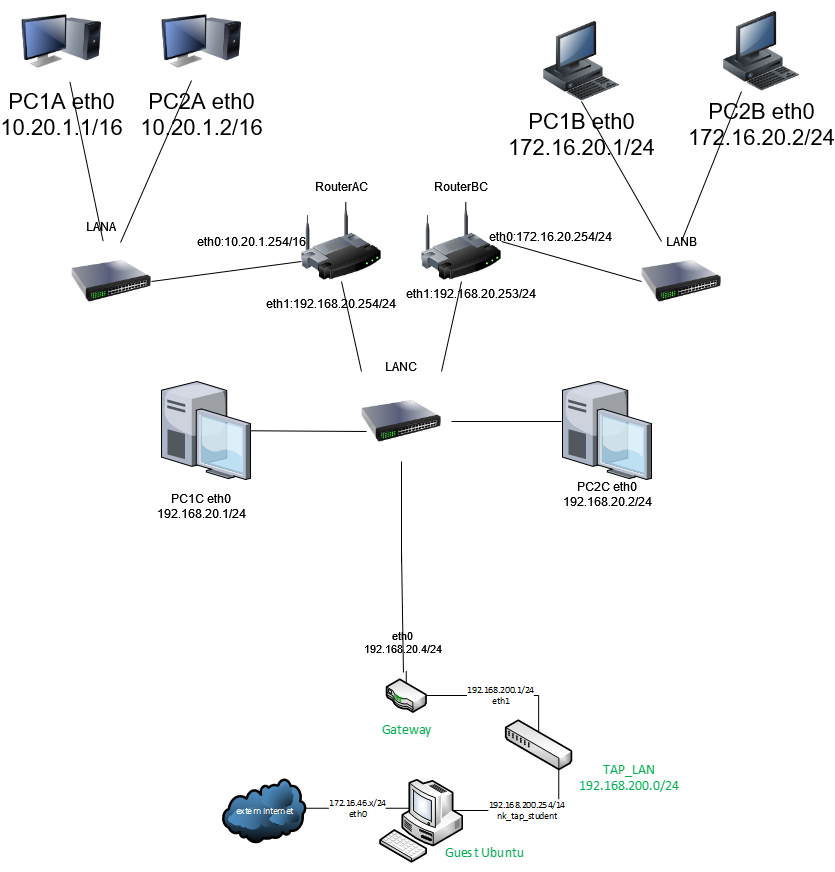 PC1A eth0
10.20.1.1/16
PC2A eth0
10.20.1.2/16
PC1B eth0
172.16.20.1/24
PC2B eth0
172.16.20.2/24
LANA
RouterAC
eth0:10.20.1.254/16
eth1:192.168.20.254/24
RouterBC
eth0:172.16.20.254/24
eth1:192.168.20.253/24
LANB
LANC
PC1C eth0
192.168.20.1/24
PC2C eth0
192.168.20.2/24
eth0
192.168.20.4/24
192.168.200.1/24
eth1
Gateway
TAP_LAN
192.168.200.0/24
extern internet
172.16.46.x/24
eth0
192.168.200.254/14
nk_tap_student
Guest Ubuntu